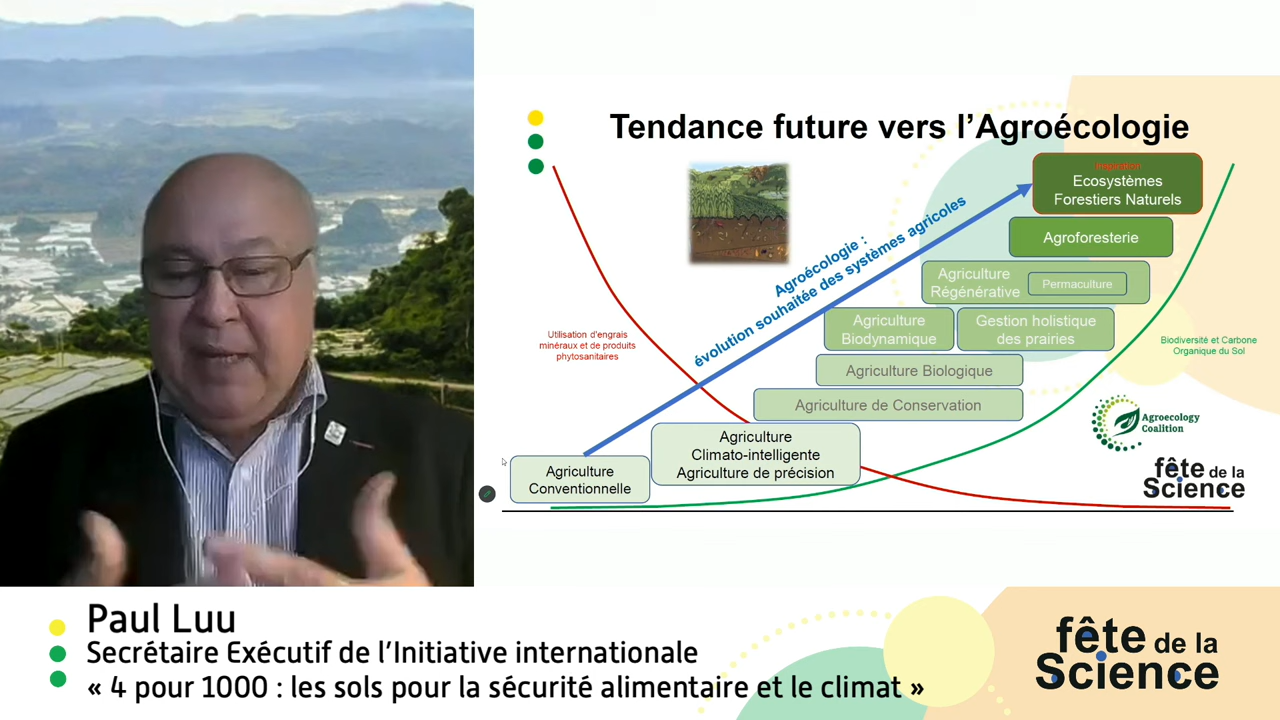 Tendance future vers l'Agroécologie
Inspiration
Ecosystèmes
Forestiers Naturels
Agroforesterie
Agroécologie :
évolution souhaitée des systèmes agricoles
Agriculture
Régénérative
Permaculture
Agriculture
Biodynamique
Gestion holistique
des prairies
Utilisation d'engrais
minéraux et de produits
phytosanitaires
Biodiversité et Carbone
Organique du Sol
Agriculture Biologique
Agriculture de Conservation
Agriculture
Climato-intelligente
Agriculture de précision
Agriculture
Conventionnelle
Agroecology
Coalition
fête de la
Science
Paul Luu
Secrétaire Exécutif de l'Initiative internationale
« 4 pour 1000 : les sols pour la sécurité alimentaire et le climat »
fête de la
Science